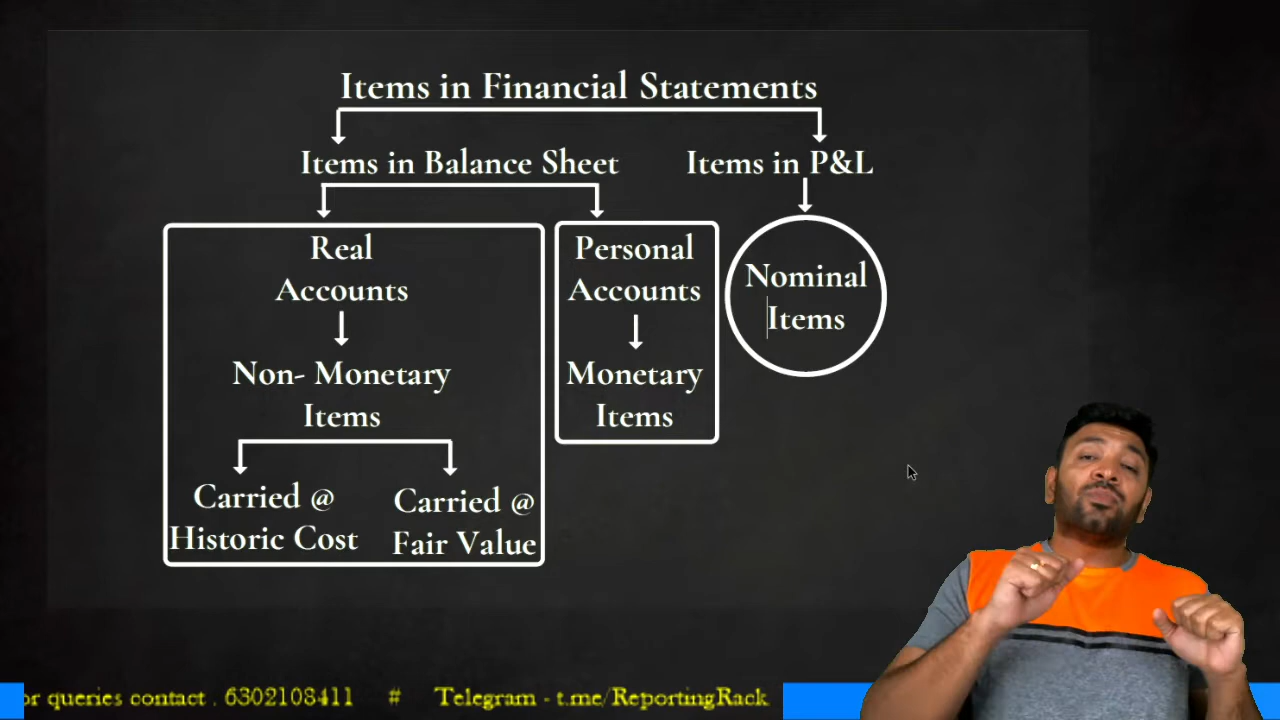 Items in Financial Statements
Items in Balance Sheet
Items in P&L
Real
Accounts
Personal
Accounts
Nominal
Items
Non- Monetary
Items
Monetary
Items
Carried @
Historic Cost
Carried @
Fair Value
or queries contact . 6302108411 # Telegram - t.me/ReportingRack